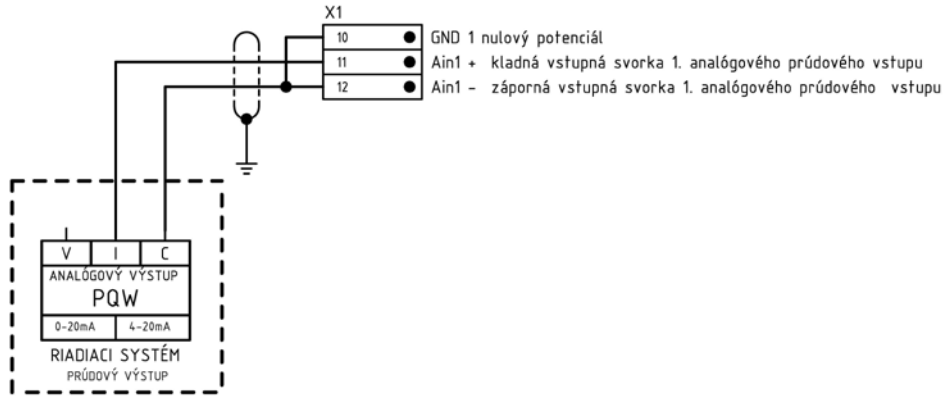 X1
10 GND 1 nulový potenciál
11 Ain1 + kladná vstupná svorka 1. analógového prúdového vstupu
12 Ain1 - záporná vstupná svorka 1. analógového prúdového vstupu
V I C
ANALÓGOVÝ VÝSTUP
PQW
0-20mA 4-20mA
RIADIACI SYSTÉM
PRÚDOVÝ VÝSTUP